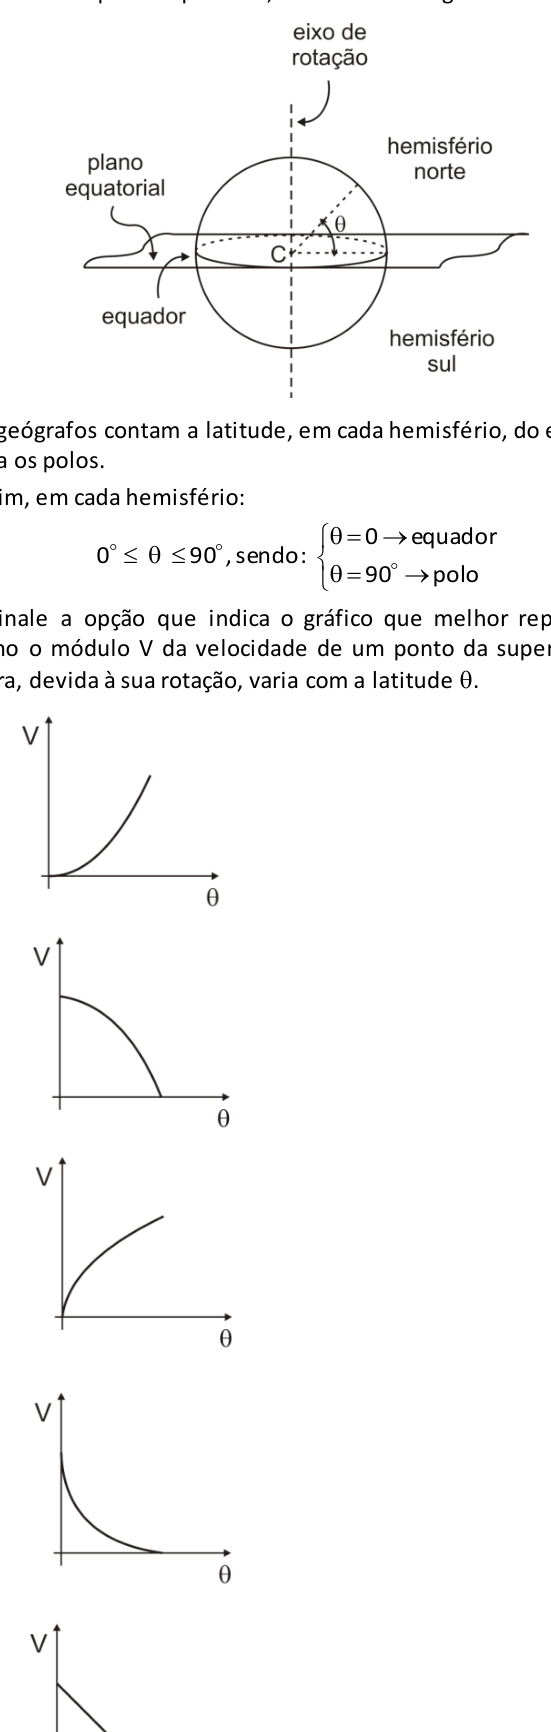 eixo de
rotação
hemisfério
norte
plano
equatorial
θ
C
equador
hemisfério
sul
geógrafos contam a latitude, em cada hemisfério, do
a os polos.
im, em cada hemisfério:
0° ≤ θ ≤ 90°, sendo: { θ = 0 → equador
θ = 90° → polo
inale a opção que indica o gráfico que melhor rep
no o módulo V da velocidade de um ponto da super
ra, devida à sua rotação, varia com a latitude θ.
V
θ
V
θ
V
θ
V
θ
V